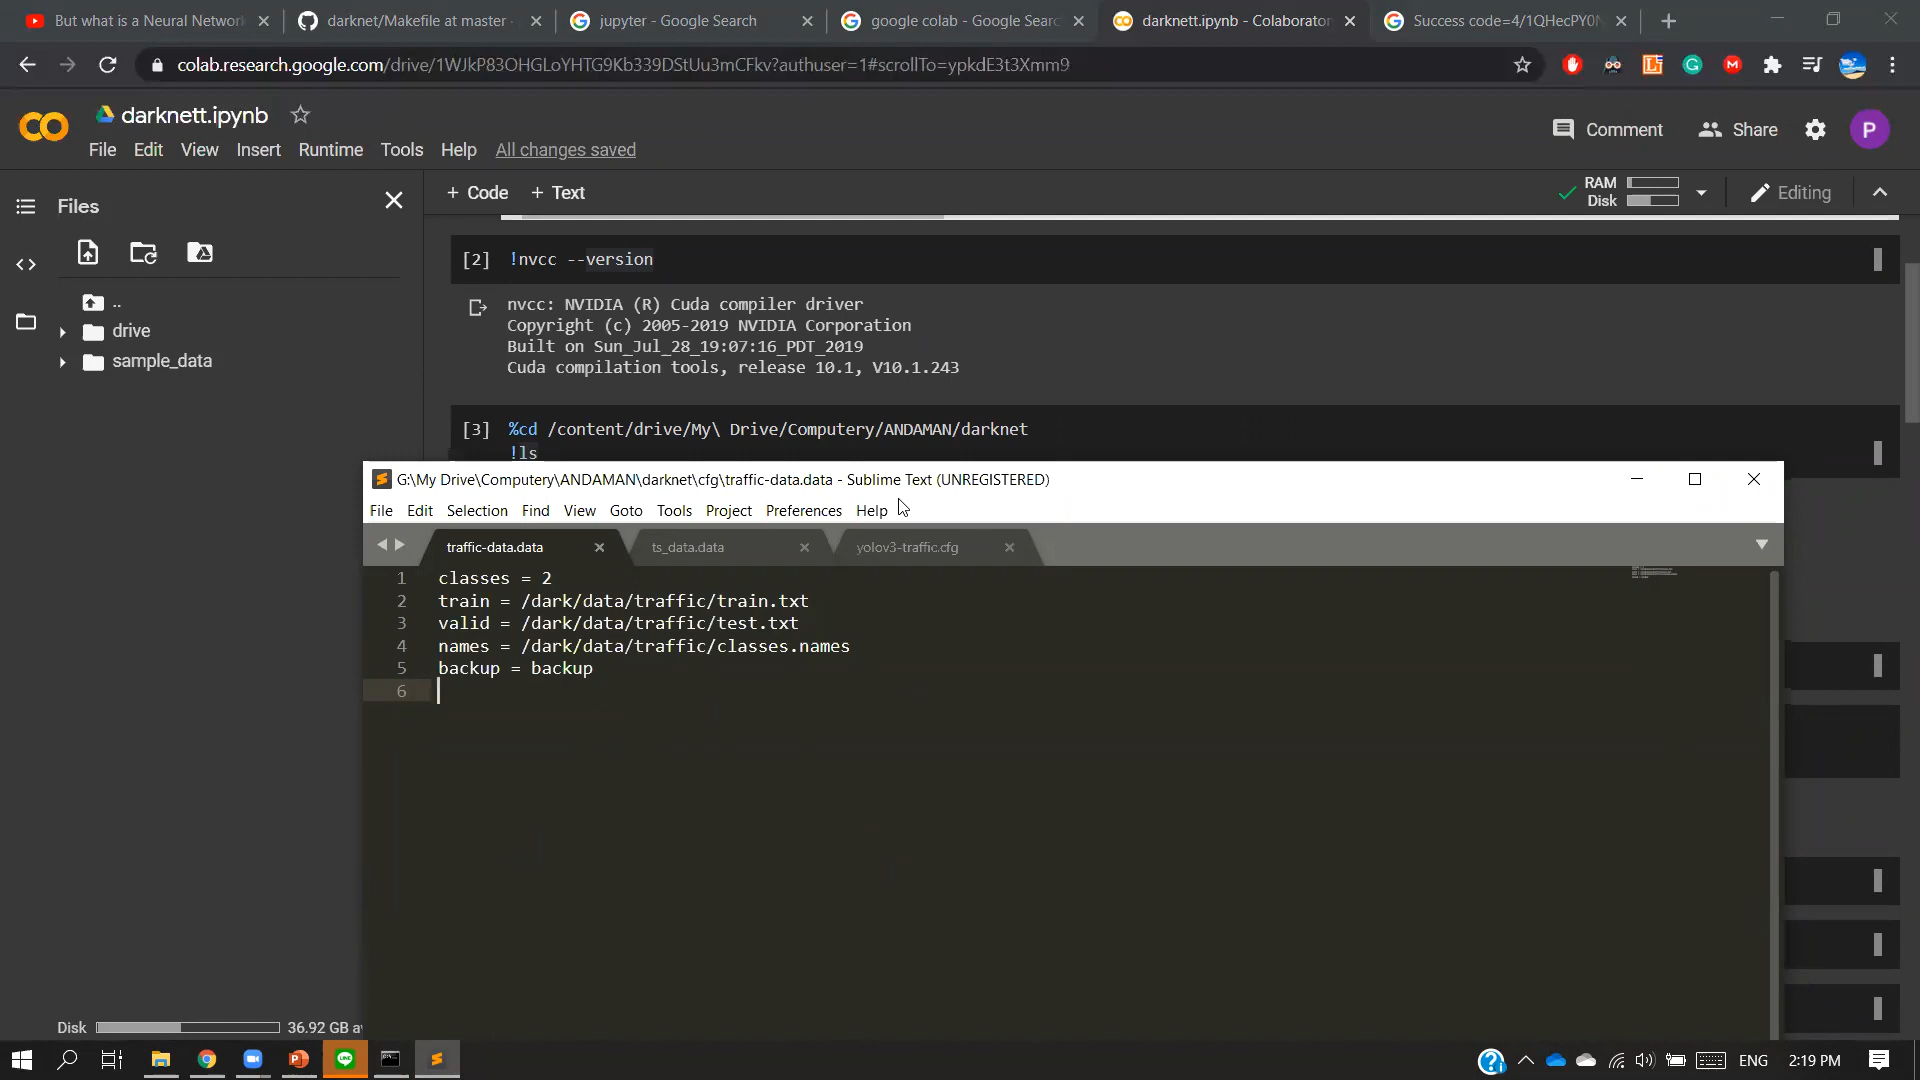 But what is a Neural Network
darknet/Makefile at master ·
jupyter - Google Search
google colab - Google Searc
darknett.ipynb - Colaborator
Success code=4/1QHecPY0N
colab.research.google.com/drive/1WJkP83OHGLoYHTG9Kb339DStUu3mCFkv?authuser=1#scrollTo=ypkdE3t3Xmm9
darknett.ipynb
Comment
Share
P
File Edit View Insert Runtime Tools Help All changes saved
Files
+ Code + Text
RAM
Disk
Editing
..
drive
sample_data
[2] !nvcc --version
nvcc: NVIDIA (R) Cuda compiler driver
Copyright (c) 2005-2019 NVIDIA Corporation
Built on Sun_Jul_28_19:07:16_PDT_2019
Cuda compilation tools, release 10.1, V10.1.243
[3] %cd /content/drive/My\ Drive/Computery/ANDAMAN/darknet
!ls
G:\My Drive\Computery\ANDAMAN\darknet\cfg\traffic-data.data - Sublime Text (UNREGISTERED)
File Edit Selection Find View Goto Tools Project Preferences Help
traffic-data.data
ts_data.data
yolov3-traffic.cfg
1 classes = 2
2 train = /dark/data/traffic/train.txt
3 valid = /dark/data/traffic/test.txt
4 names = /dark/data/traffic/classes.names
5 backup = backup
6
Disk 36.92 GB a
ENG
2:19 PM